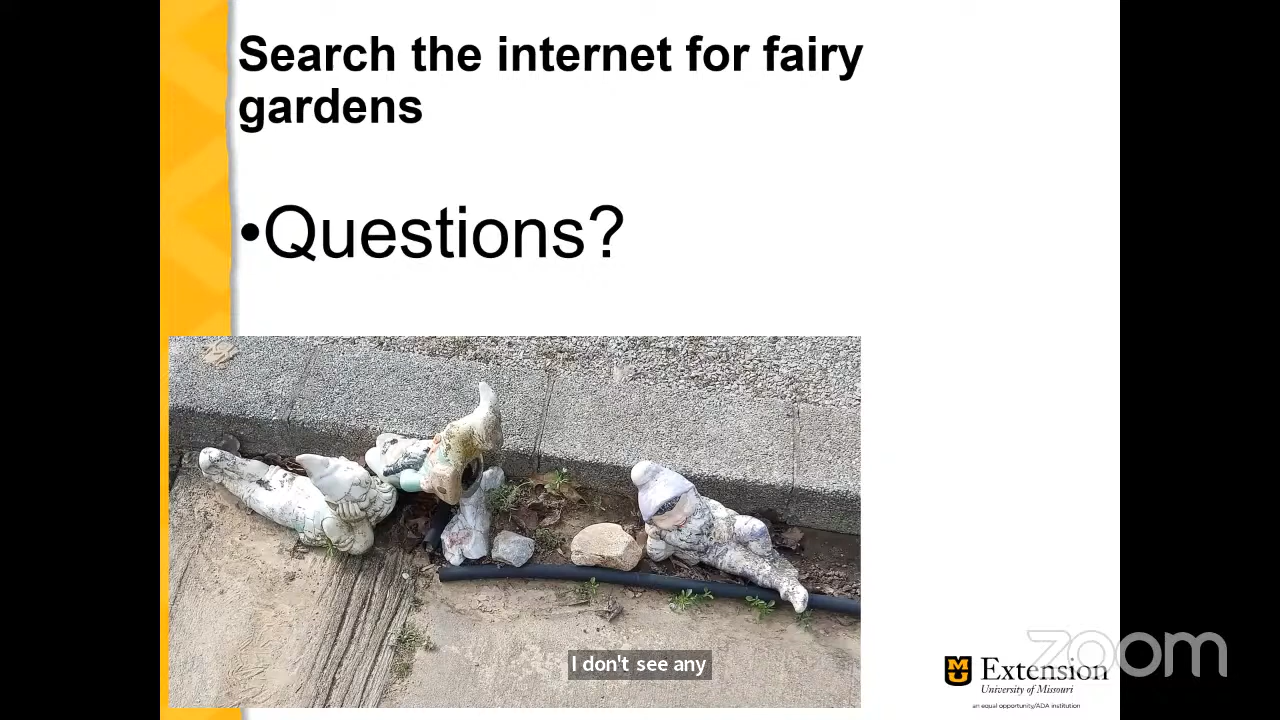 Search the internet for fairy
gardens
•Questions?
I don't see any
zoom
MU Extension
University of Missouri
an equal opportunity/ADA institution